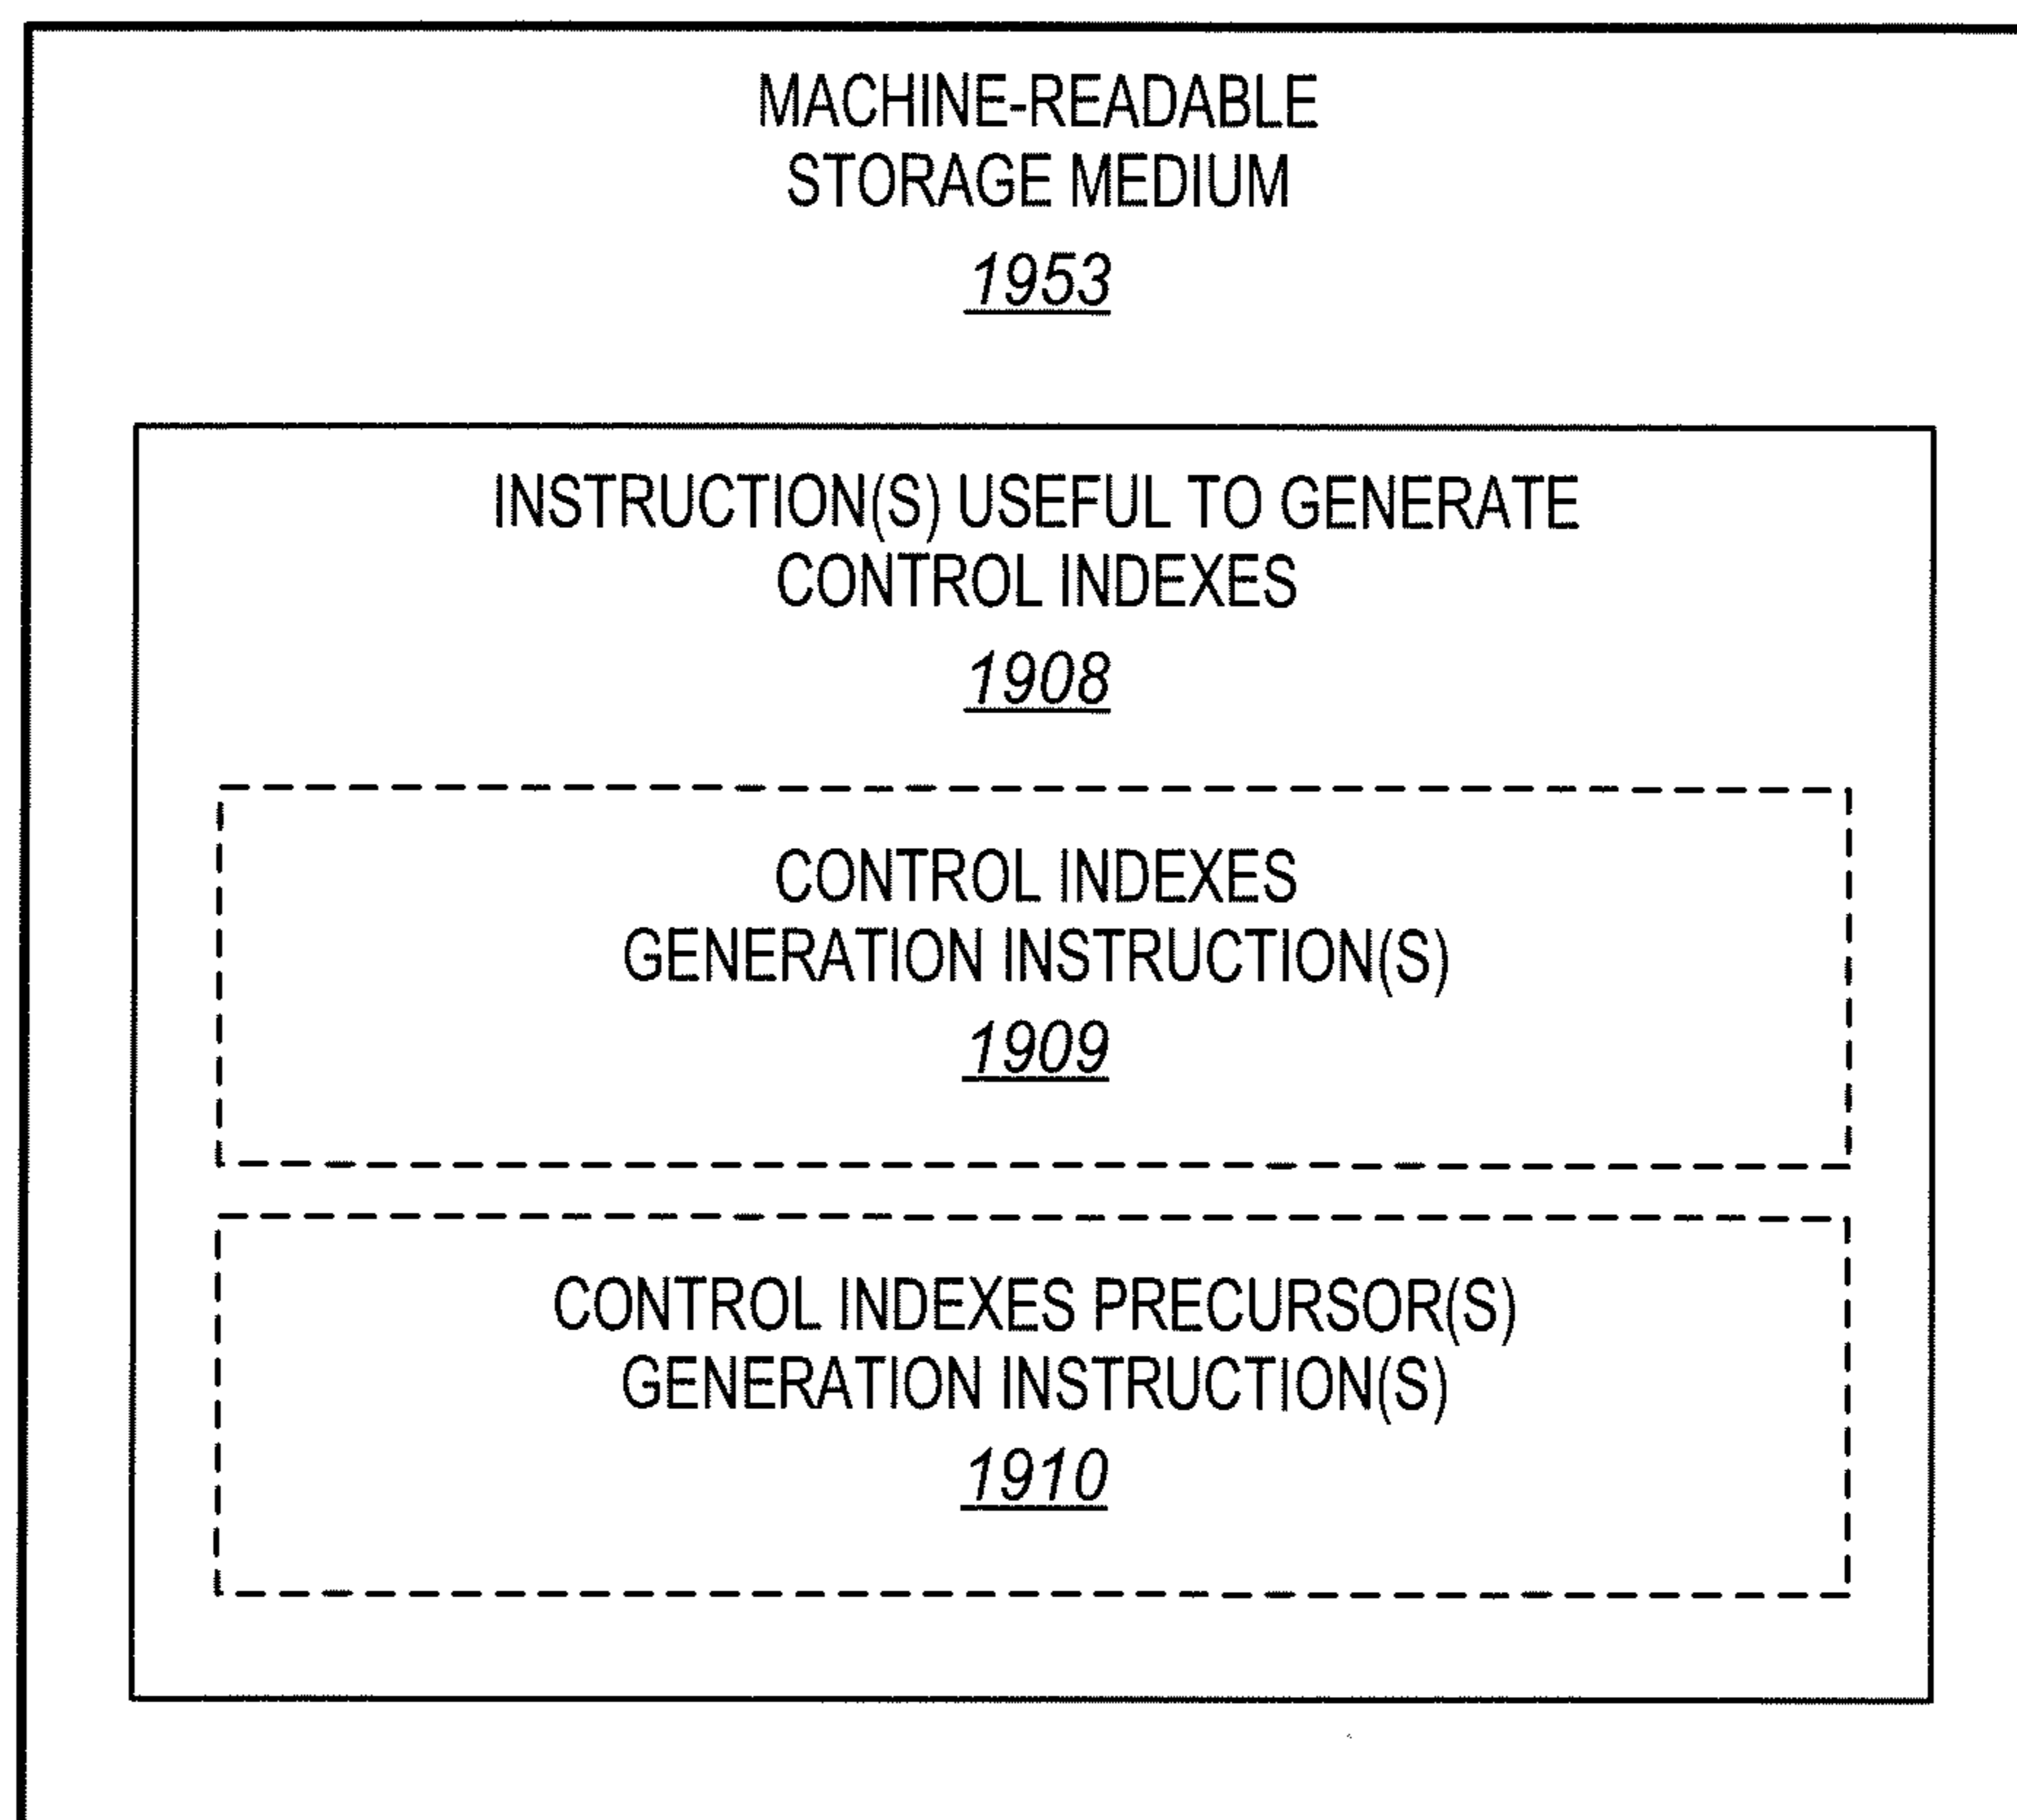 MACHINE-READABLE
STORAGE MEDIUM
1953
INSTRUCTION(S) USEFUL TO GENERATE
CONTROL INDEXES
1908
CONTROL INDEXES
GENERATION INSTRUCTION(S)
1909
CONTROL INDEXES PRECURSOR(S)
GENERATION INSTRUCTION(S)
1910